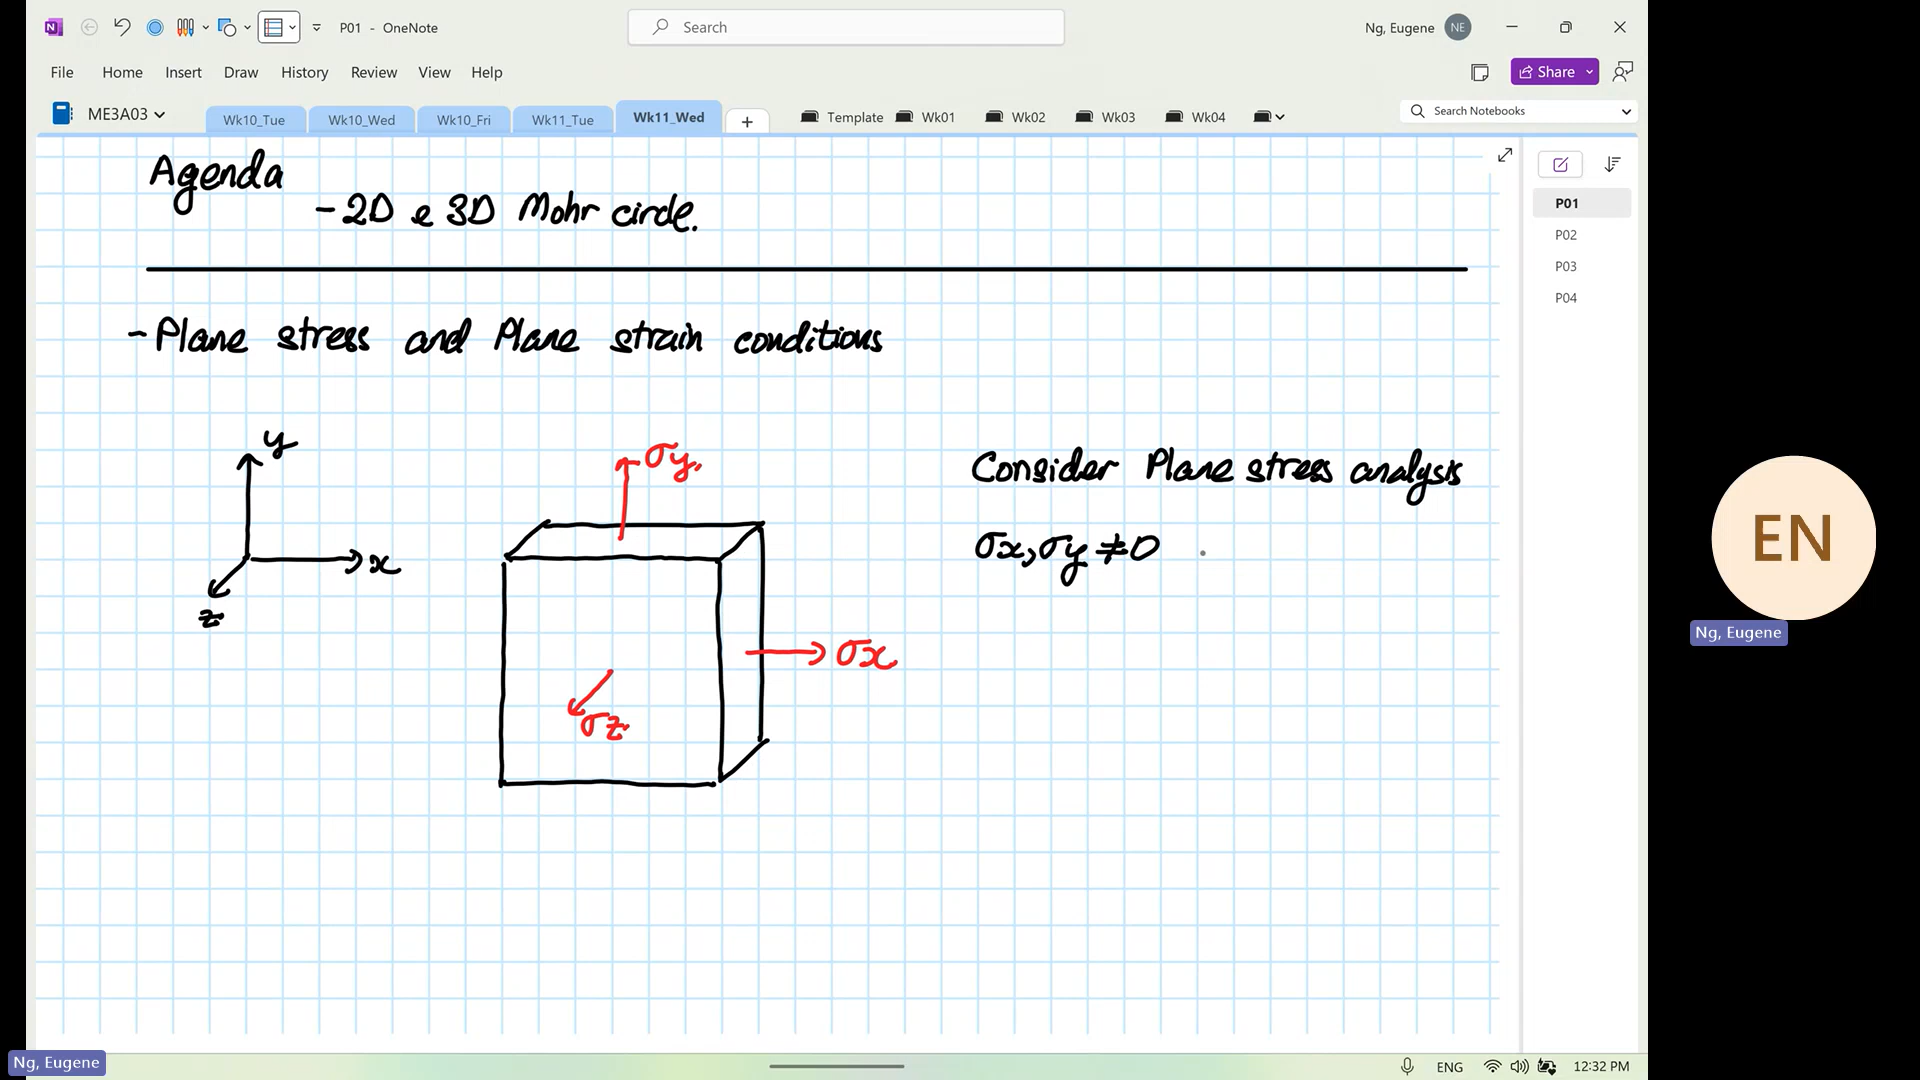 P01 - OneNote
Search
Ng, Eugene
NE
File Home Insert Draw History Review View Help
Share
ME3A03
Wk10_Tue
Wk10_Wed
Wk10_Fri
Wk11_Tue
Wk11_Wed
+
Template
Wk01
Wk02
Wk03
Wk04
Search Notebooks
P01
P02
P03
P04
Agenda
- 2D e 3D Mohr circle.
- Plane stress and Plane strain conditions
y
x
z
σy
σx
σz
Consider Plane stress analysis
σx, σy ≠ 0
EN
Ng, Eugene
Ng, Eugene
ENG
12:32 PM